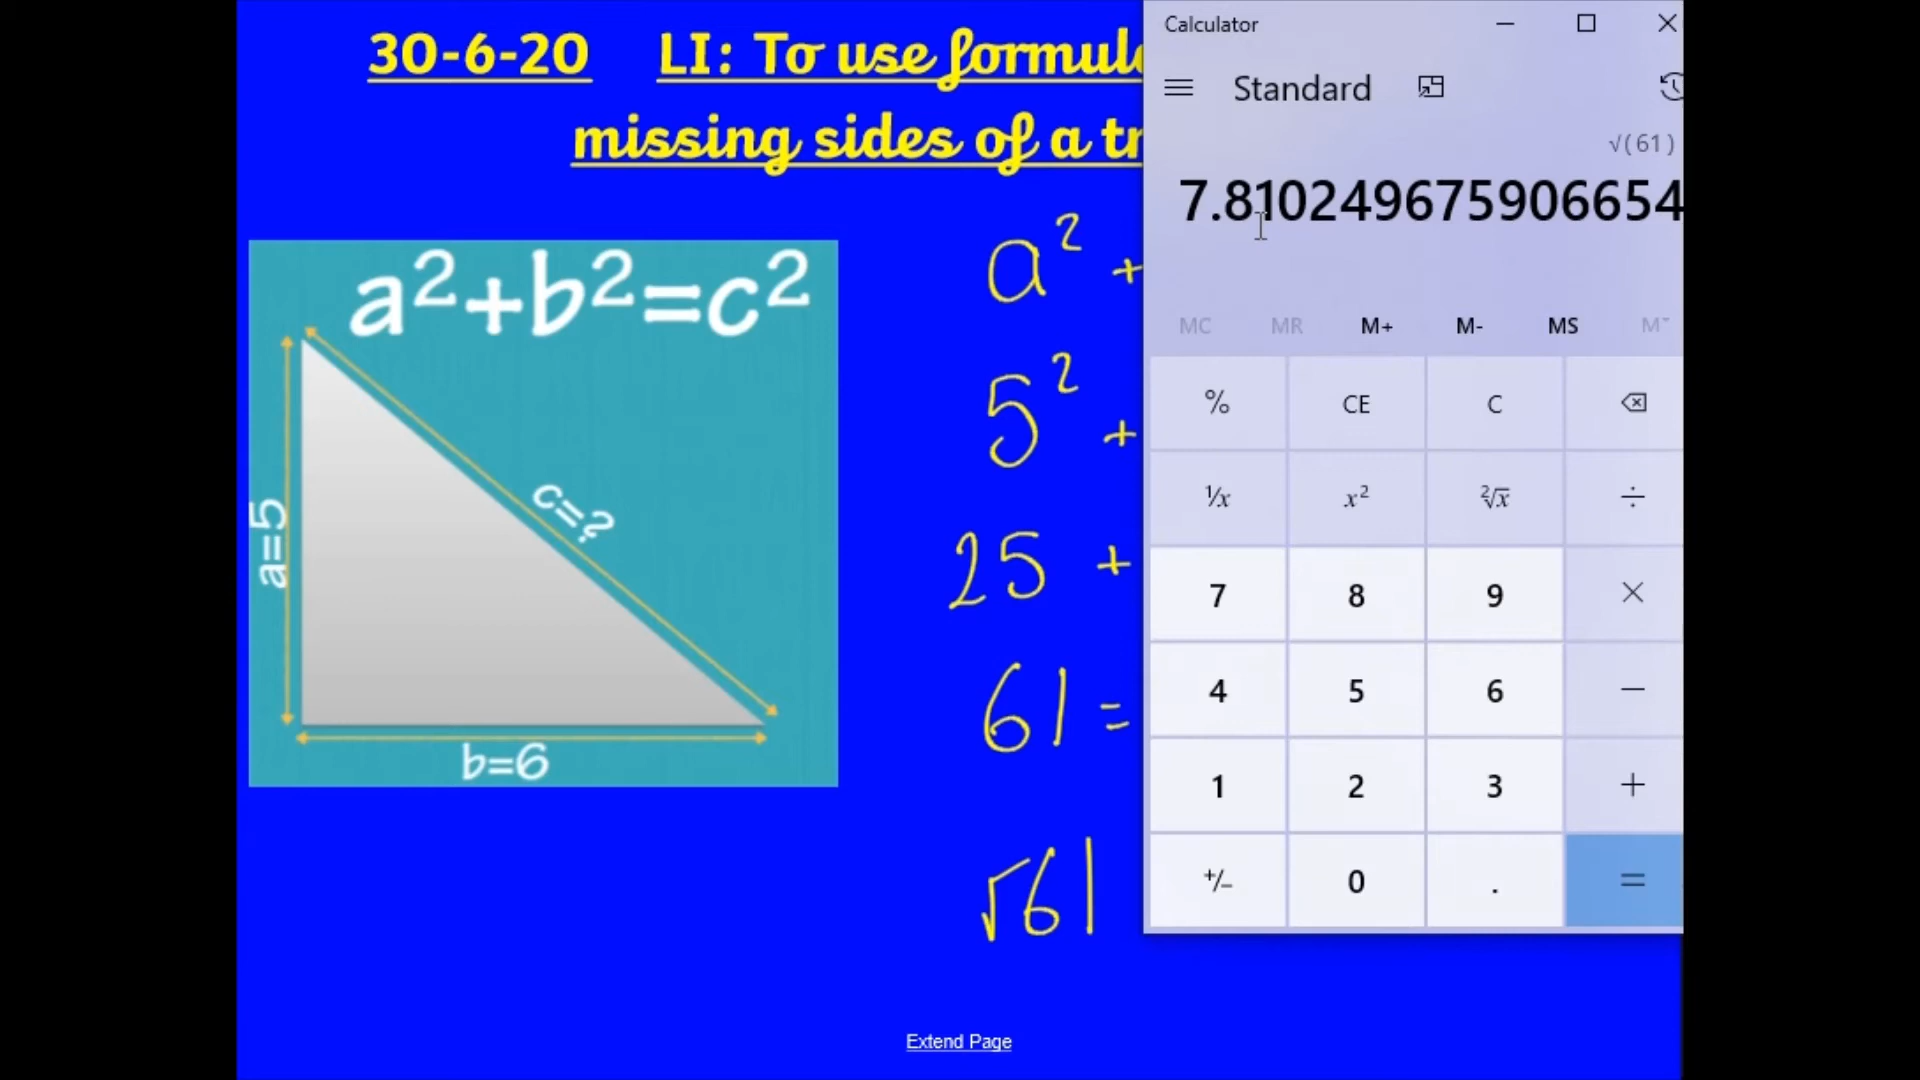 30-6-20 LI: To use formul
missing sides of a tr
a²+b²=c²
a=5
c=?
b=6
a² +
5² +
25 +
61 =
√61
Extend Page
Calculator
Standard
√(61)
7.810249675906654
MC MR M+ M- MS M˅
% CE C
⅟x x² ²√x ÷
7 8 9 ×
4 5 6 −
1 2 3 +
+/− 0 . =